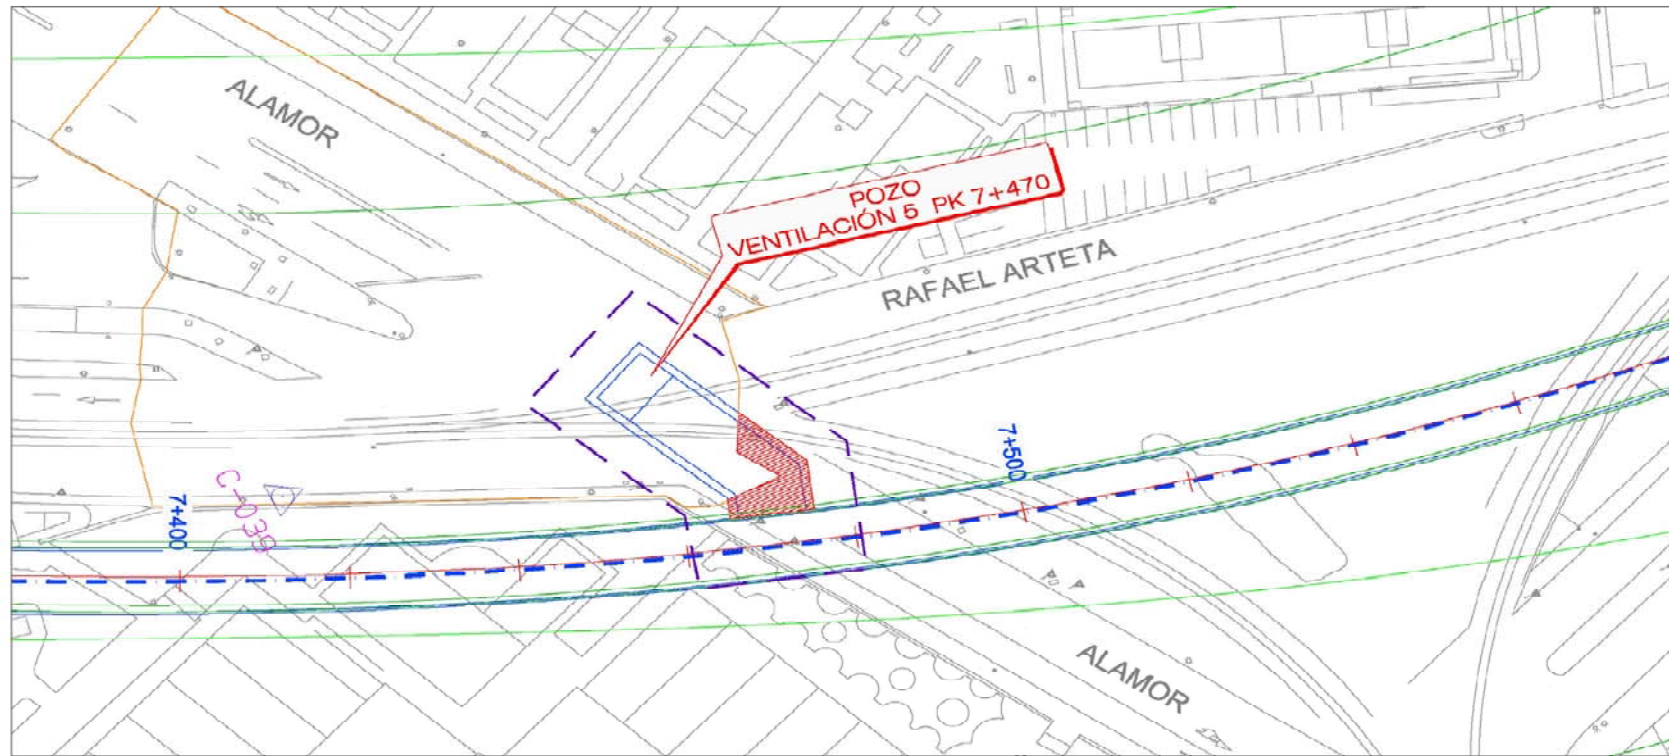 ALAMOR
POZO
VENTILACIÓN 5 PK 7+470
RAFAEL ARTETA
7+500
7+400
C-039
ALAMOR